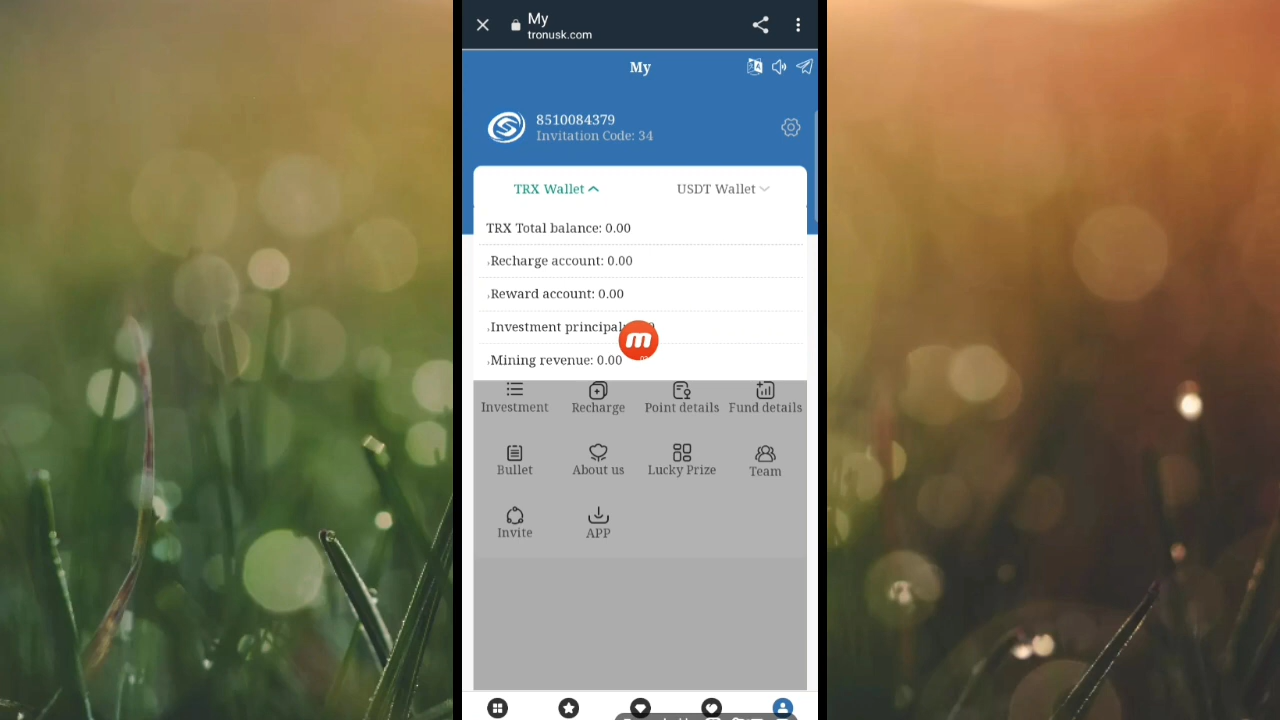 My
tronusk.com
My
8510084379
Invitation Code: 34
TRX Wallet
USDT Wallet
TRX Total balance: 0.00
Recharge account: 0.00
Reward account: 0.00
Investment principal:
Mining revenue: 0.00
Investment
Recharge
Point details
Fund details
Bullet
About us
Lucky Prize
Team
Invite
APP